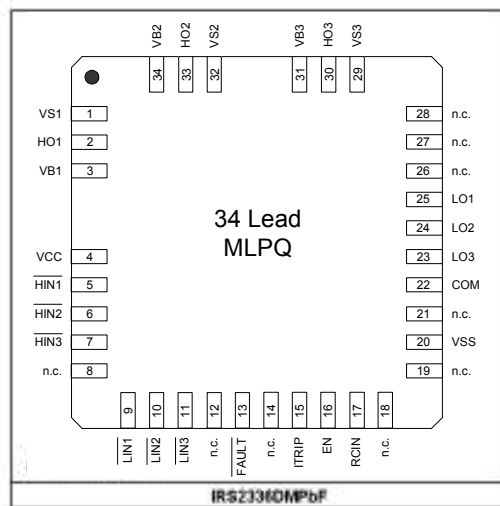 VB2 HO2 VS2 VB3 HO3 VS3
34 33 32 31 30 29
VS1 1 28 n.c.
HO1 2 27 n.c.
VB1 3 26 n.c.
25 LO1
34 Lead
MLPQ
24 LO2
VCC 4 23 LO3
HIN1 5 22 COM
HIN2 6 21 n.c.
HIN3 7 20 VSS
n.c. 8 19 n.c.
9 10 11 12 13 14 15 16 17 18
LIN1 LIN2 LIN3 n.c. FAULT n.c. ITRIP EN RCIN n.c.
IRS2336DMPbF